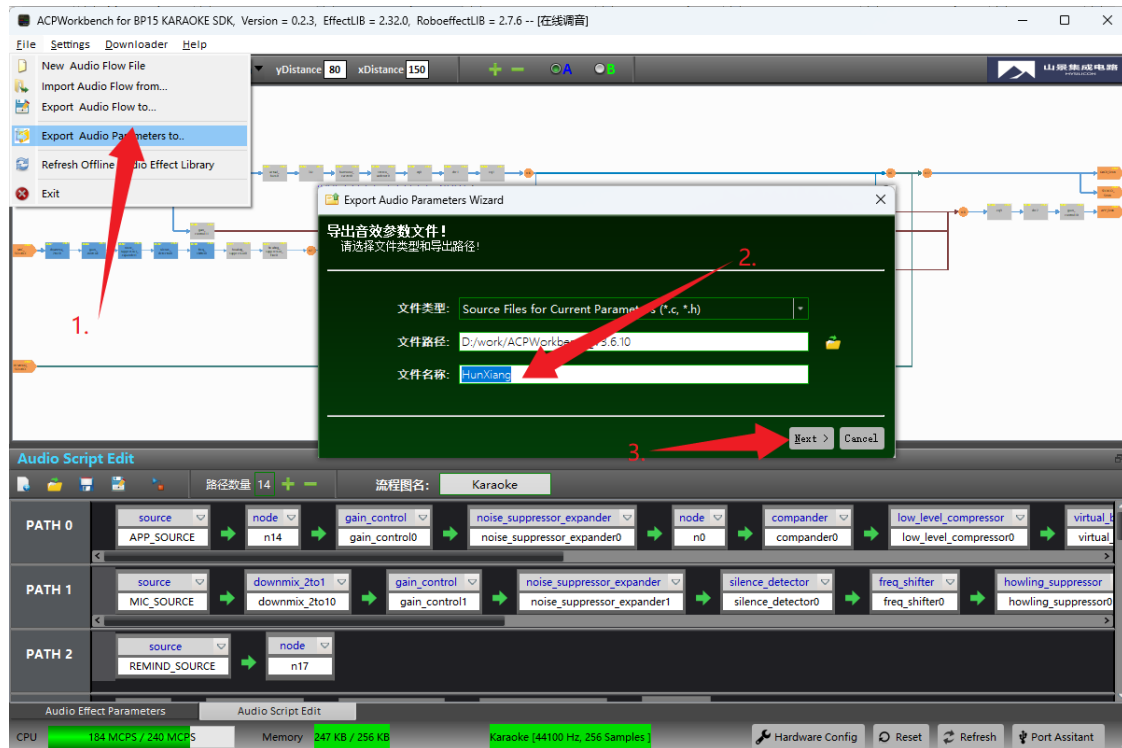 ACPWorkbench for BP15 KARAOKE SDK, Version = 0.2.3, EffectLIB = 2.32.0, RoboeffectLIB = 2.7.6 -- [在线调音]
File Settings Downloader Help
New Audio Flow File
Import Audio Flow from...
Export Audio Flow to...
Export Audio Parameters to..
Refresh Offline Audio Effect Library
Exit
yDistance 80 xDistance 150
A B
山景集成电路
1.
Export Audio Parameters Wizard
导出音效参数文件!
请选择文件类型和导出路径!
2.
文件类型: Source Files for Current Parameters (*.c, *.h)
文件路径: D:/work/ACPWorkbench_V3.6.10
文件名称: HunXiang
3.
Next > Cancel
Audio Script Edit
路径数量 14 流程图名: Karaoke
PATH 0
source node gain_control noise_suppressor_expander node compander low_level_compressor virtual_b
APP_SOURCE n14 gain_control0 noise_suppressor_expander0 n0 compander0 low_level_compressor0 virtual_
PATH 1
source downmix_2to1 gain_control noise_suppressor_expander silence_detector freq_shifter howling_suppressor
MIC_SOURCE downmix_2to10 gain_control1 noise_suppressor_expander1 silence_detector0 freq_shifter0 howling_suppressor0
PATH 2
source node
REMIND_SOURCE n17
Audio Effect Parameters Audio Script Edit
CPU 184 MCPS / 240 MCPS Memory 247 KB / 256 KB Karaoke [44100 Hz, 256 Samples ] Hardware Config Reset Refresh Port Assitant